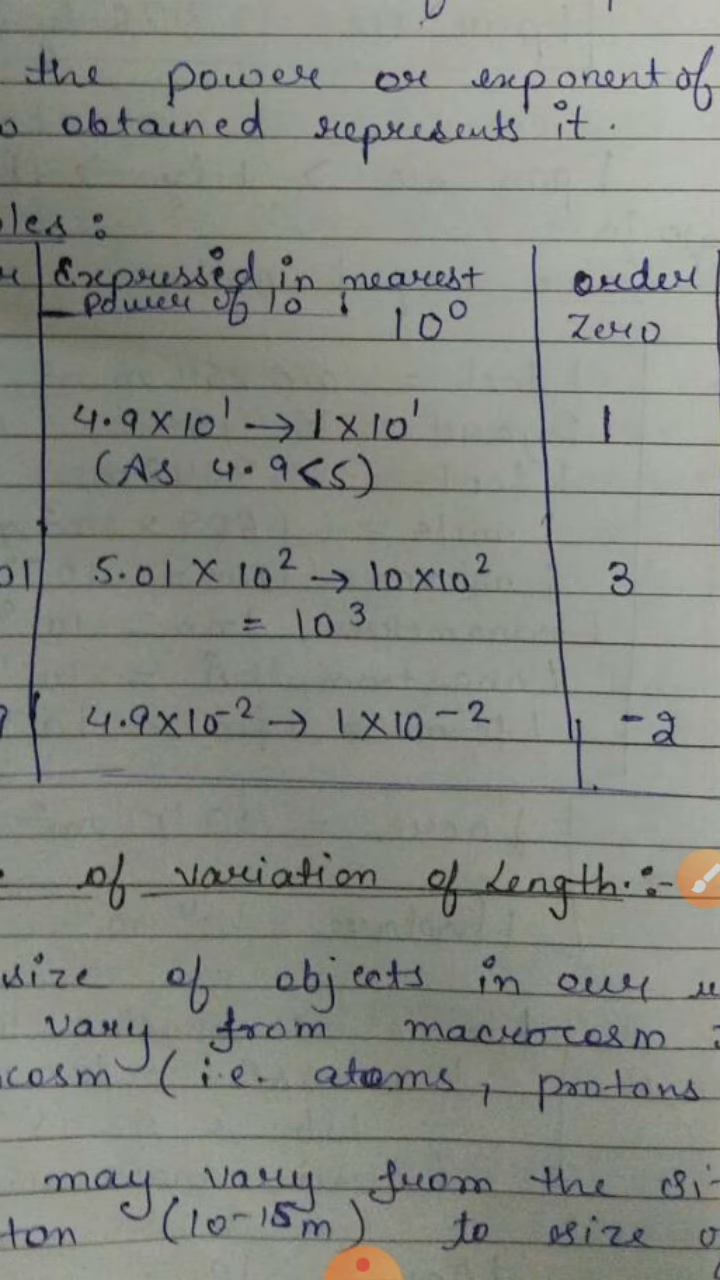 the power or exponent of
obtained represents it.
les :
Expressed in nearest order
power of 10 : 10⁰ Zero
4.9×10¹ → 1×10¹ 1
(As 4.9<5)
01 5.01 × 10² → 10×10² 3
= 10³
4.9×10-2 → 1×10-2 -2
of variation of Length.:-
size of objects in our
vary from macrocosm
cosm (i.e. atoms, protons
may vary from the si
ton (10-15m) to size o